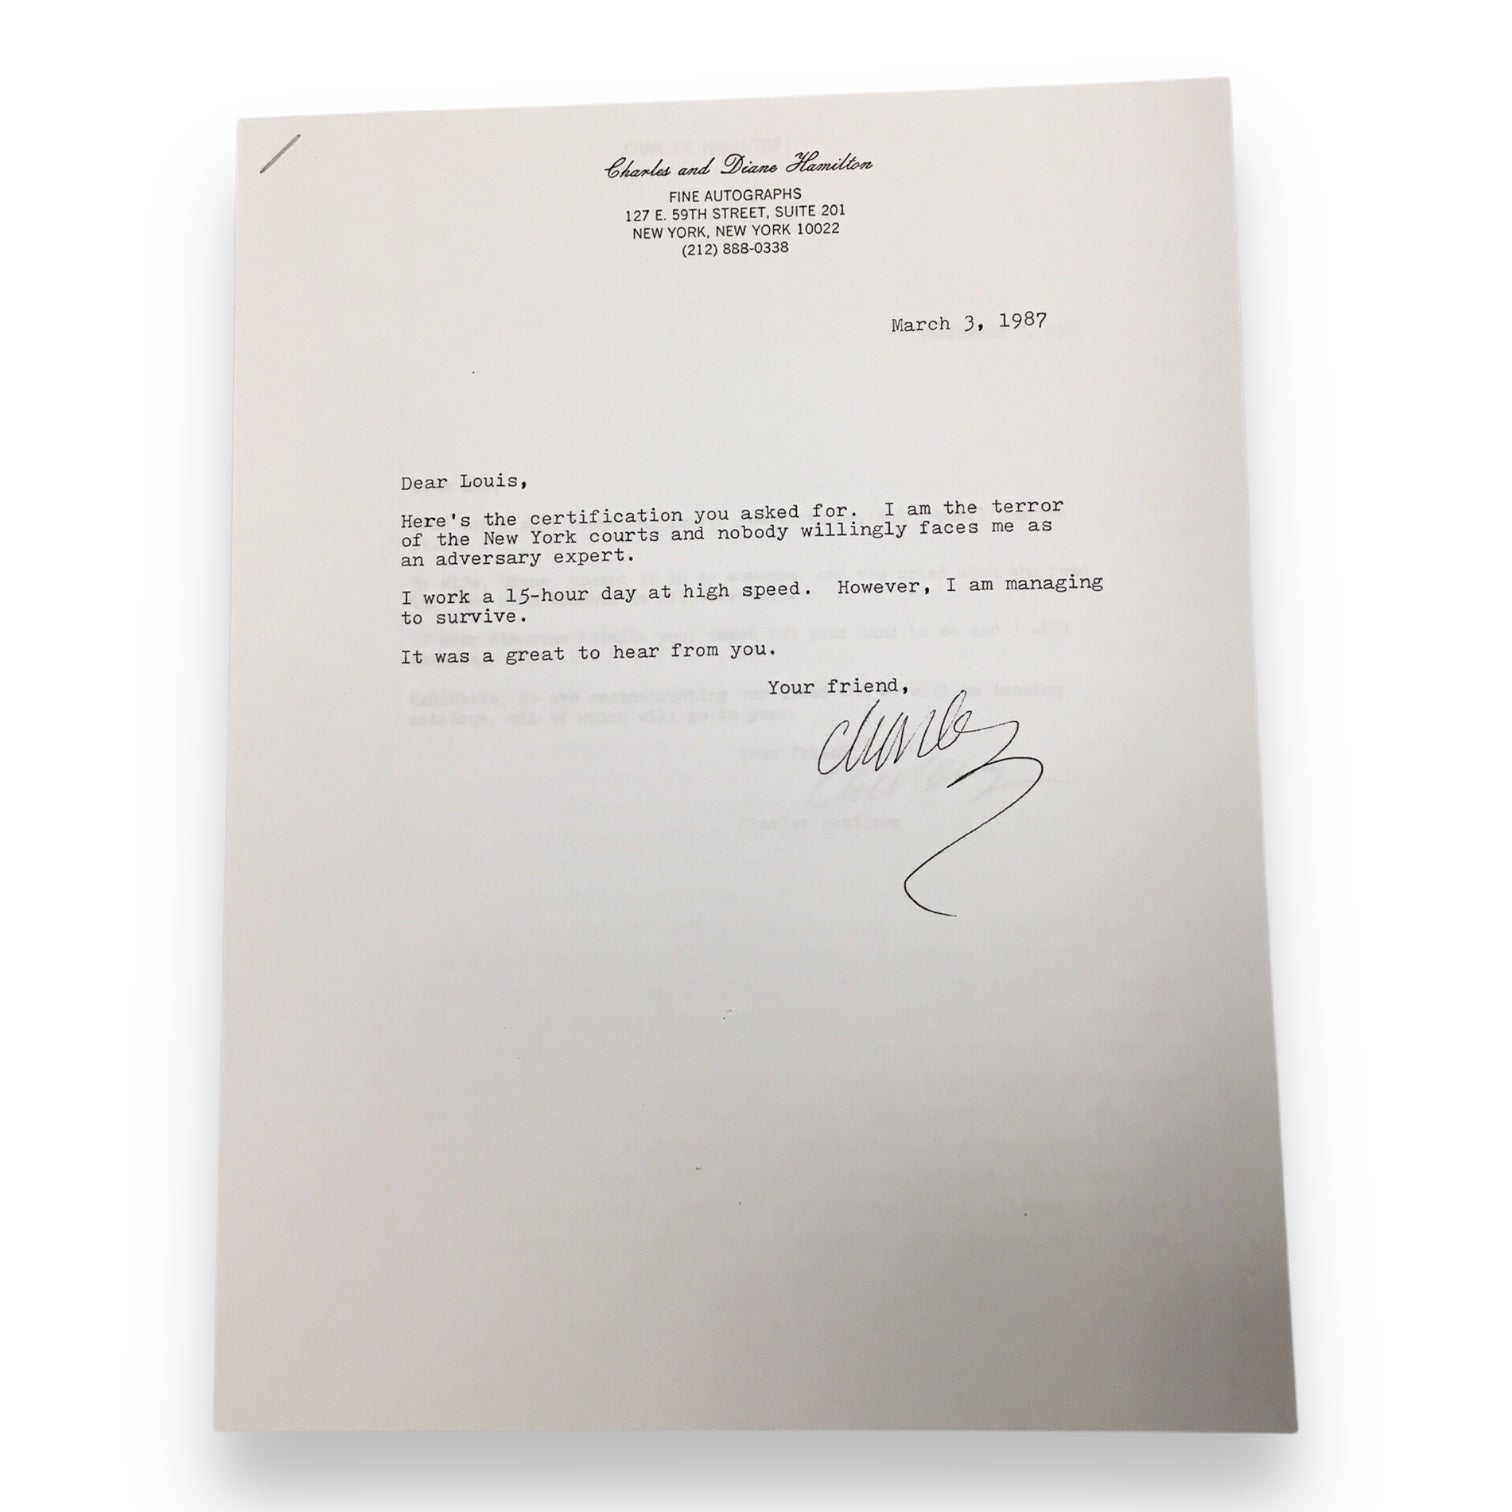 Charles and Diane Hamilton
FINE AUTOGRAPHS
127 E. 59TH STREET, SUITE 201
NEW YORK, NEW YORK 10022
(212) 888-0338
March 3, 1987
Dear Louis,
Here's the certification you asked for. I am the terror
of the New York courts and nobody willingly faces me as
an adversary expert.
I work a 15-hour day at high speed. However, I am managing
to survive.
It was a great to hear from you.
Your friend,
Charles